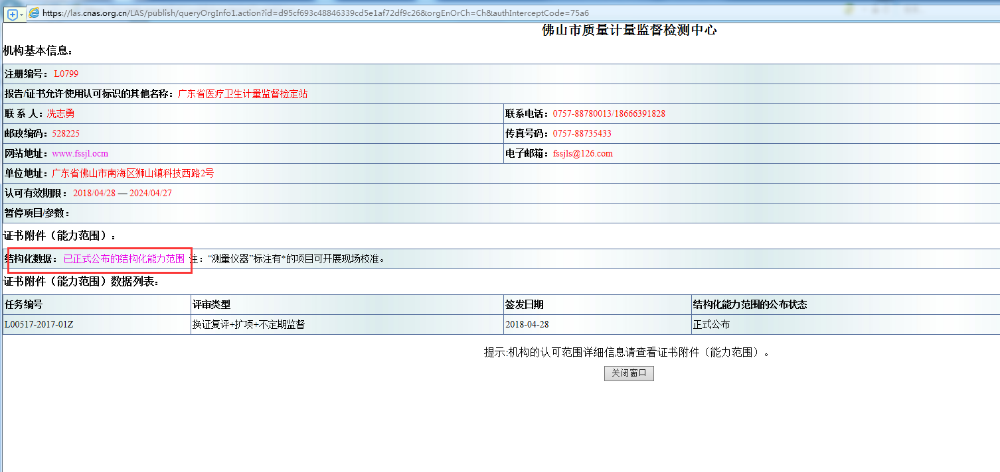 https://las.cnas.org.cn/LAS/publish/queryOrgInfo1.action?id=d95cf693c48846339cd5e1af72df9c26&orgEnOrCh=Ch&authInterceptCode=75a6
佛山市质量计量监督检测中心
机构基本信息：
注册编号： L0799
报告/证书允许使用认可标识的其他名称：广东省医疗卫生计量监督检定站
联 系 人：冼志勇 联系电话：0757-88780013/18666391828
邮政编码：528225 传真号码：0757-88735433
网站地址：www.fssjl.ocm 电子邮箱：fssjls@126.com
单位地址：广东省佛山市南海区狮山镇科技西路2号
认可有效期限： 2018/04/28 — 2024/04/27
暂停项目/参数：
证书附件（能力范围）：
结构化数据： 已正式公布的结构化能力范围 注：“测量仪器”标注有*的项目可开展现场校准。
证书附件（能力范围）数据列表：
任务编号 评审类型 签发日期 结构化能力范围的公布状态
L00517-2017-01Z 换证复评+扩项+不定期监督 2018-04-28 正式公布
提示:机构的认可范围详细信息请查看证书附件（能力范围）。
关闭窗口